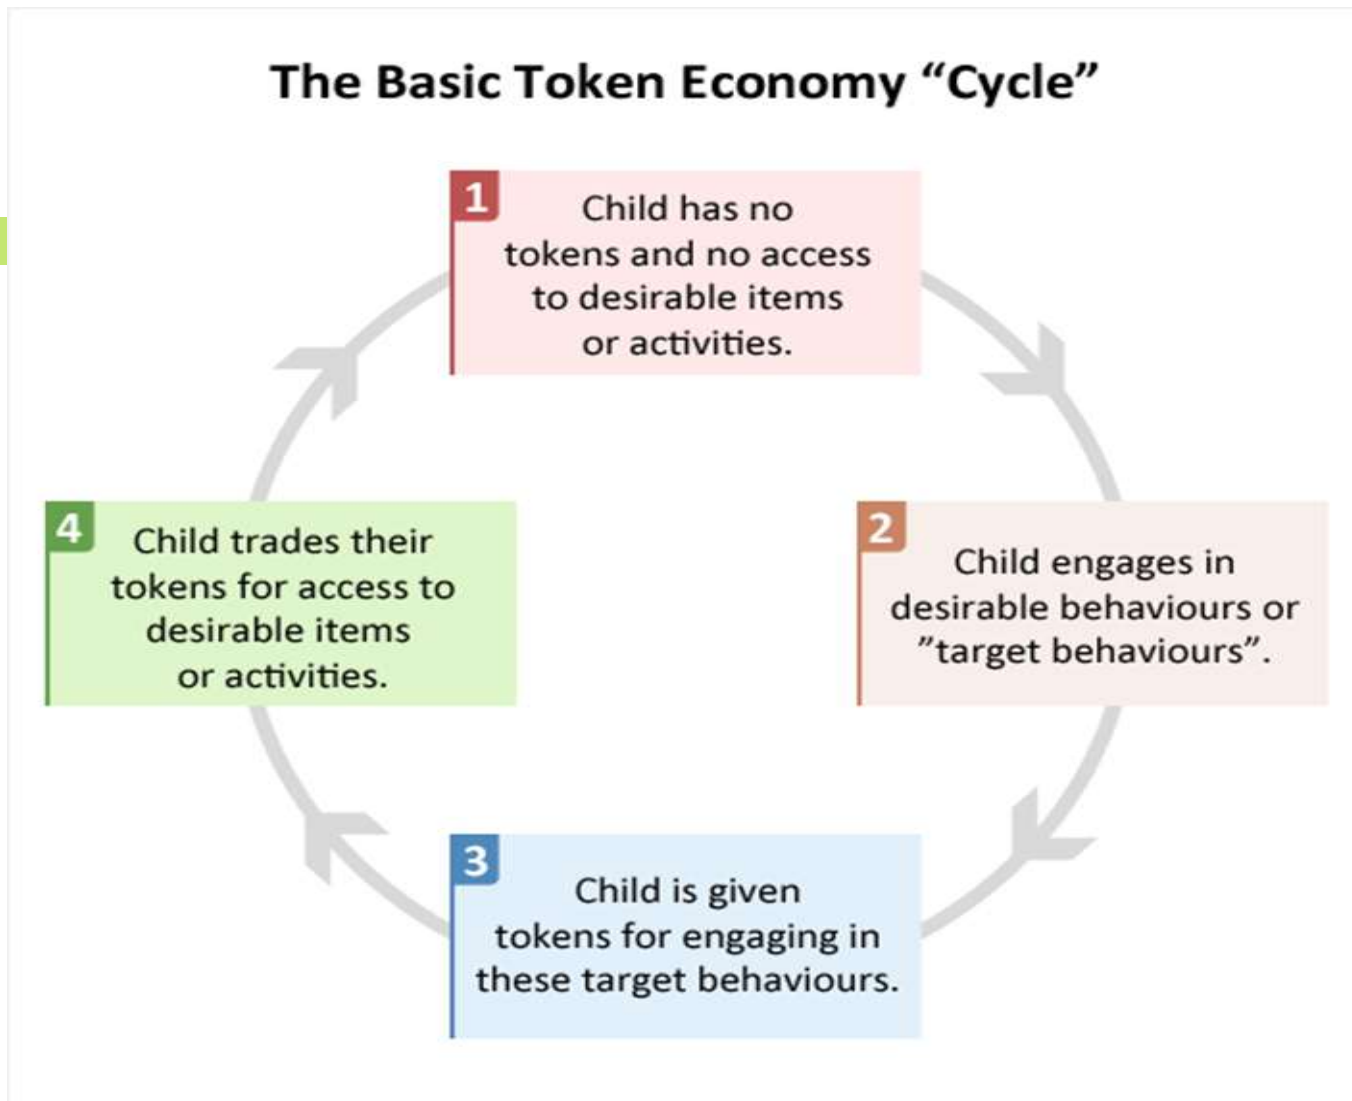 The Basic Token Economy “Cycle”
1
Child has no
tokens and no access
to desirable items
or activities.
2
Child engages in
desirable behaviours or
”target behaviours”.
3
Child is given
tokens for engaging in
these target behaviours.
4
Child trades their
tokens for access to
desirable items
or activities.